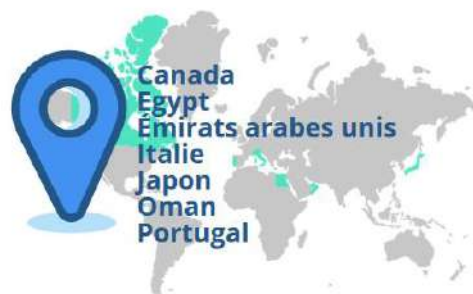 Canada
Egypt
Émirats arabes unis
Italie
Japon
Oman
Portugal